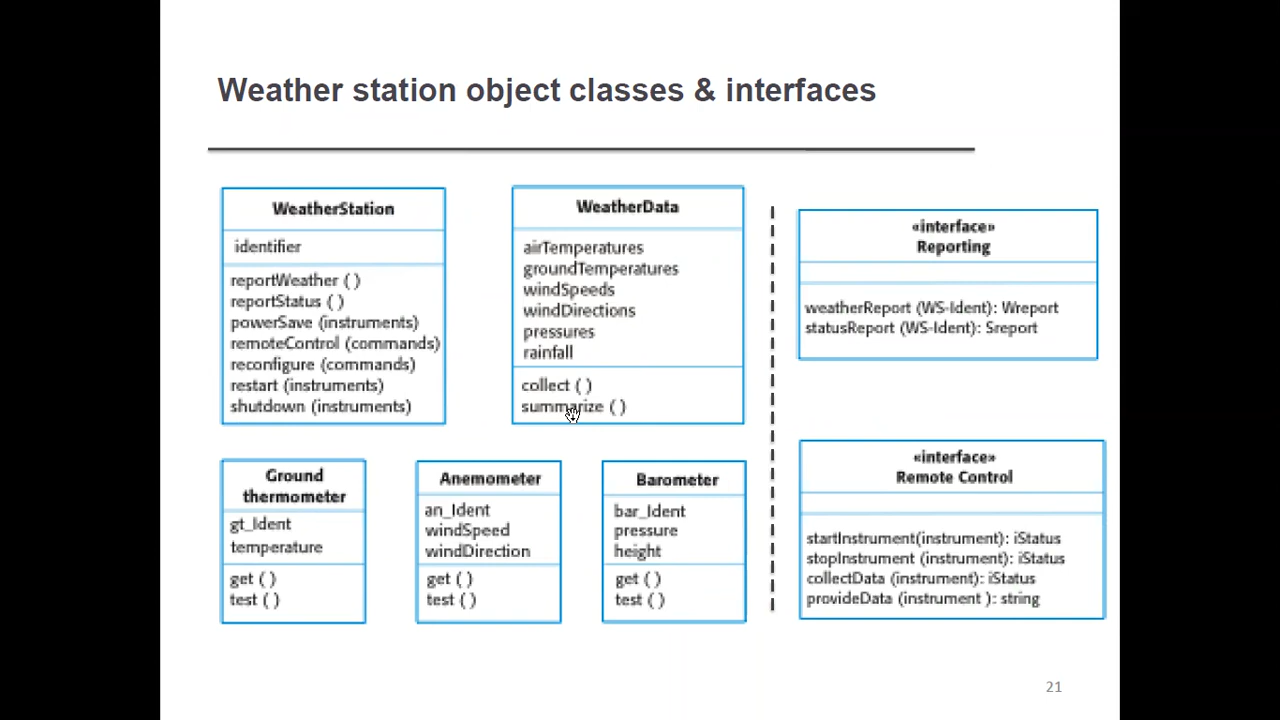 Weather station object classes & interfaces
WeatherStation
identifier
reportWeather ( )
reportStatus ( )
powerSave (instruments)
remoteControl (commands)
reconfigure (commands)
restart (instruments)
shutdown (instruments)
WeatherData
airTemperatures
groundTemperatures
windSpeeds
windDirections
pressures
rainfall
collect ( )
summarize ( )
«interface»
Reporting
weatherReport (WS-Ident): Wreport
statusReport (WS-Ident): Sreport
Ground
thermometer
gt_Ident
temperature
get ( )
test ( )
Anemometer
an_Ident
windSpeed
windDirection
get ( )
test ( )
Barometer
bar_Ident
pressure
height
get ( )
test ( )
«interface»
Remote Control
startInstrument(instrument): iStatus
stopInstrument (instrument): iStatus
collectData (instrument): iStatus
provideData (instrument ): string
21